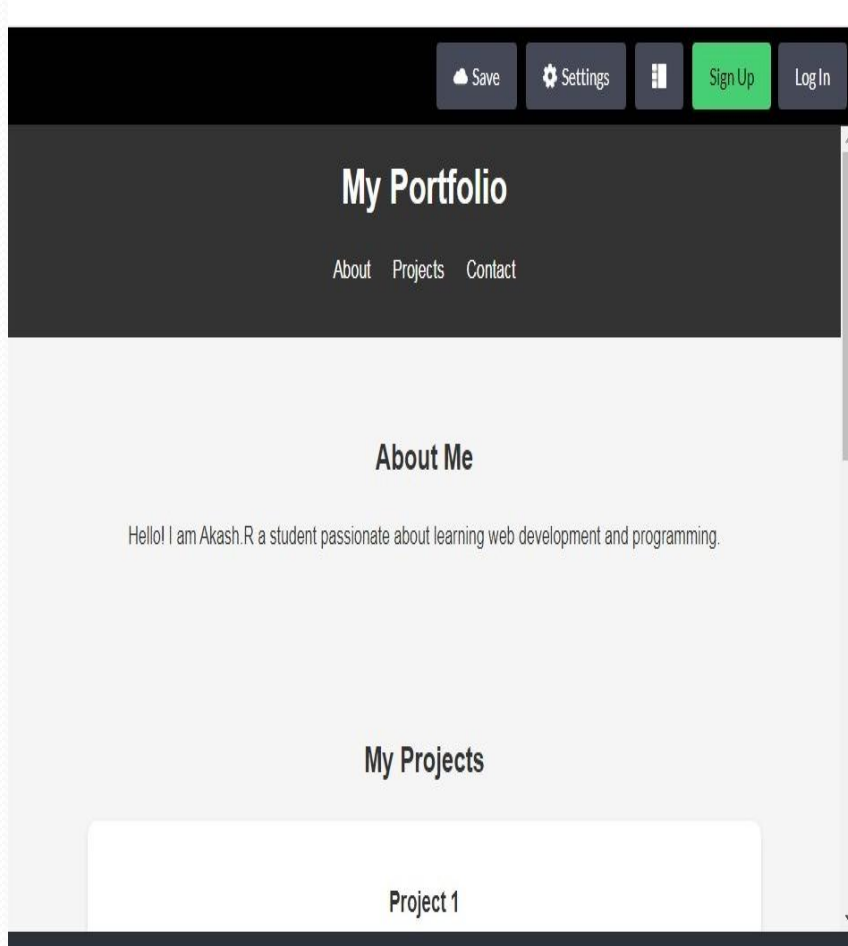 Save Settings Sign Up Log In
My Portfolio
About Projects Contact
About Me
Hello! I am Akash.R a student passionate about learning web development and programming.
My Projects
Project 1